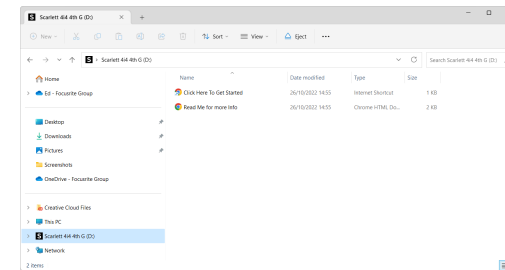 Scarlett 4i4 4th G (D:)
New
Sort View Eject
Scarlett 4i4 4th G (D:)
Search Scarlett 4i4 4th G (D:)
Name Date modified Type Size
Home
Click Here To Get Started 26/10/2022 14:53 Internet Shortcut 1 KB
Ed - Focusrite Group
Read Me for more Info 26/10/2022 14:55 Chrome HTML Do... 2 KB
Desktop
Downloads
Pictures
Screenshots
OneDrive - Focusrite Group
Creative Cloud Files
This PC
Scarlett 4i4 4th G (D:)
Network
2 items